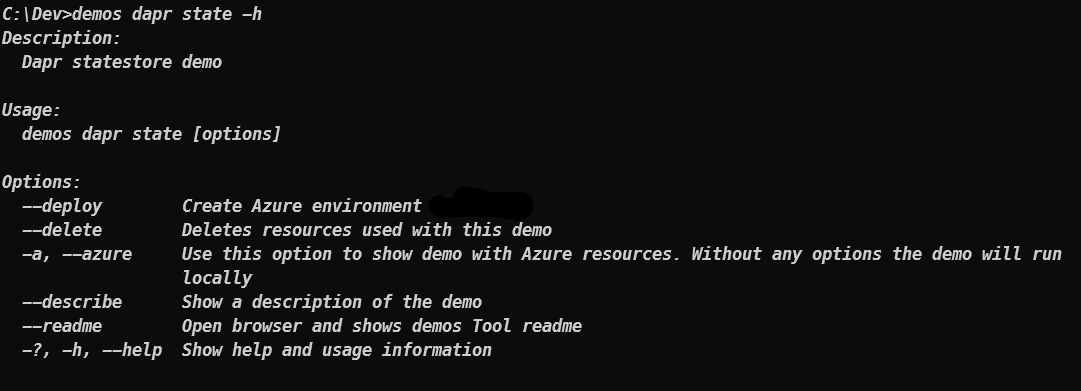 C:\Dev>demos dapr state -h
Description:
  Dapr statestore demo

Usage:
  demos dapr state [options]

Options:
  --deploy        Create Azure environment
  --delete        Deletes resources used with this demo
  -a, --azure     Use this option to show demo with Azure resources. Without any options the demo will run
                  locally
  --describe      Show a description of the demo
  --readme        Open browser and shows demos Tool readme
  -?, -h, --help  Show help and usage information